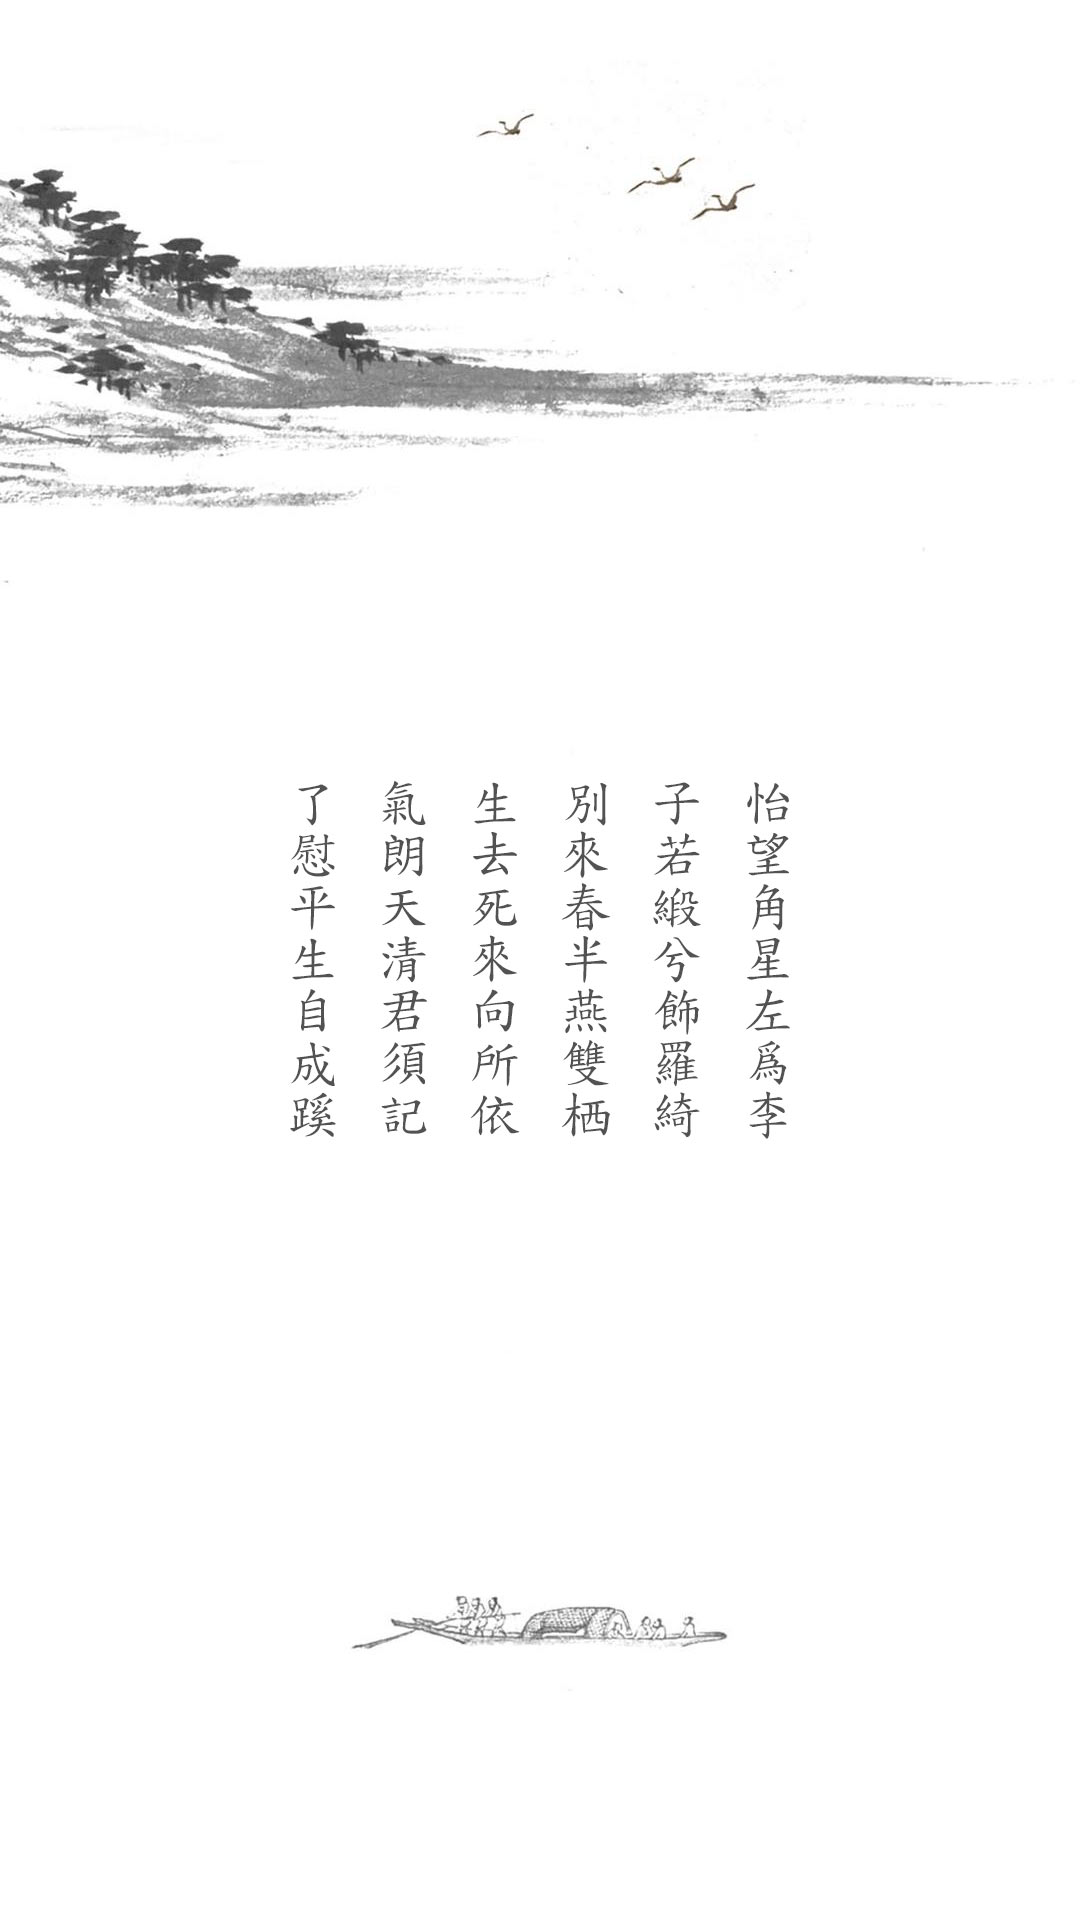 怡望角星左爲李
子若緞兮飾羅綺
別來春半燕雙栖
生去死來向所依
氣朗天清君須記
了慰平生自成蹊